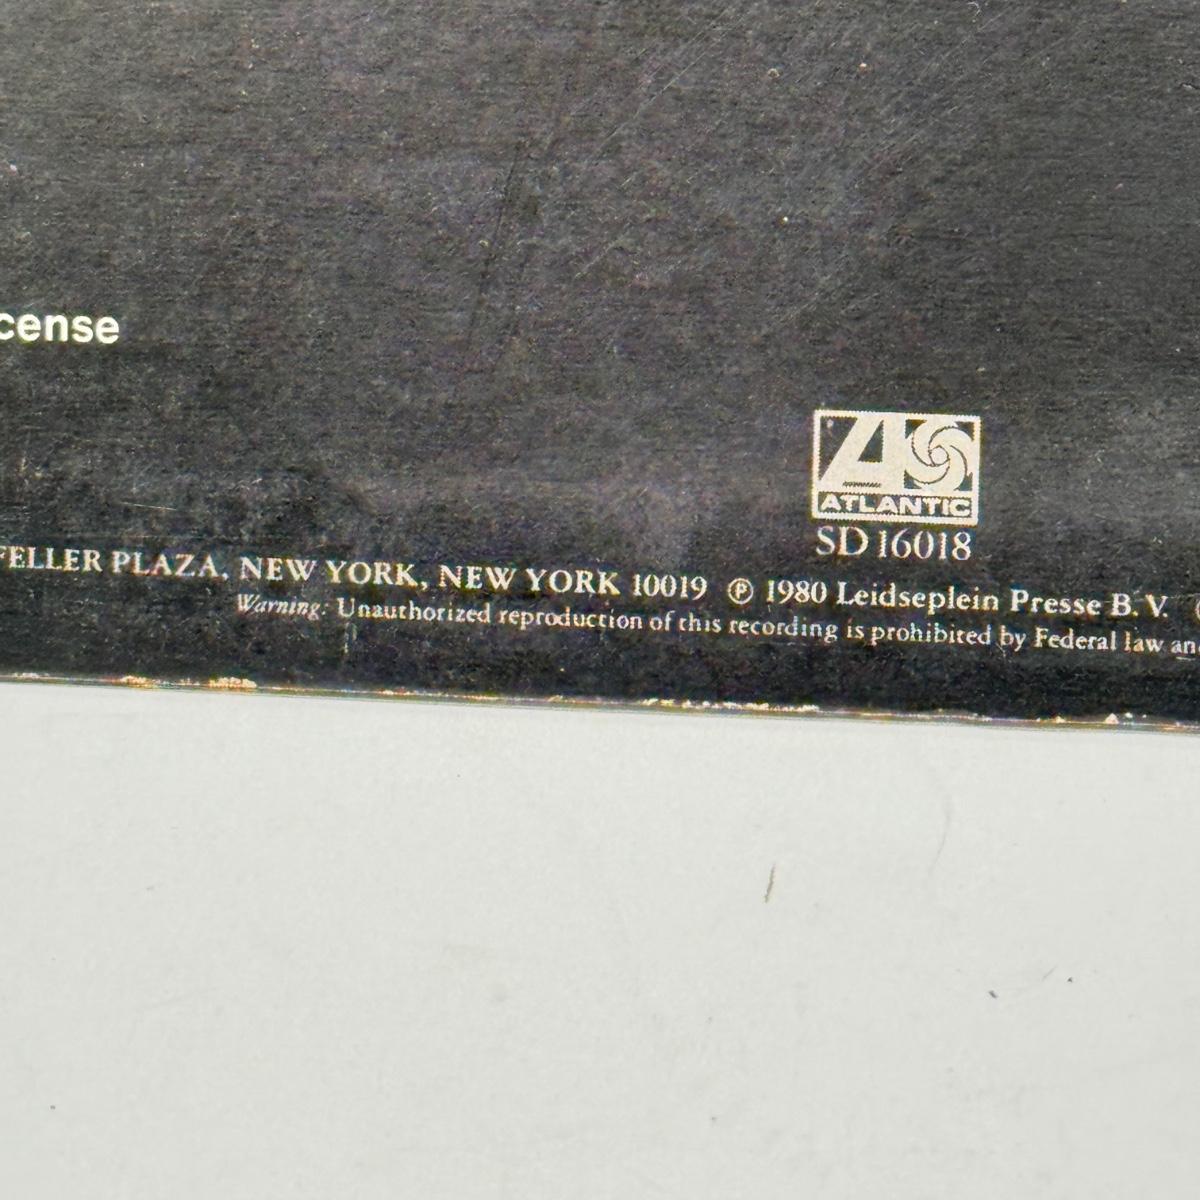 cense
ATLANTIC
SD 16018
FELLER PLAZA, NEW YORK, NEW YORK 10019 ℗ 1980 Leidseplein Presse B. V.
Warning: Unauthorized reproduction of this recording is prohibited by Federal law and